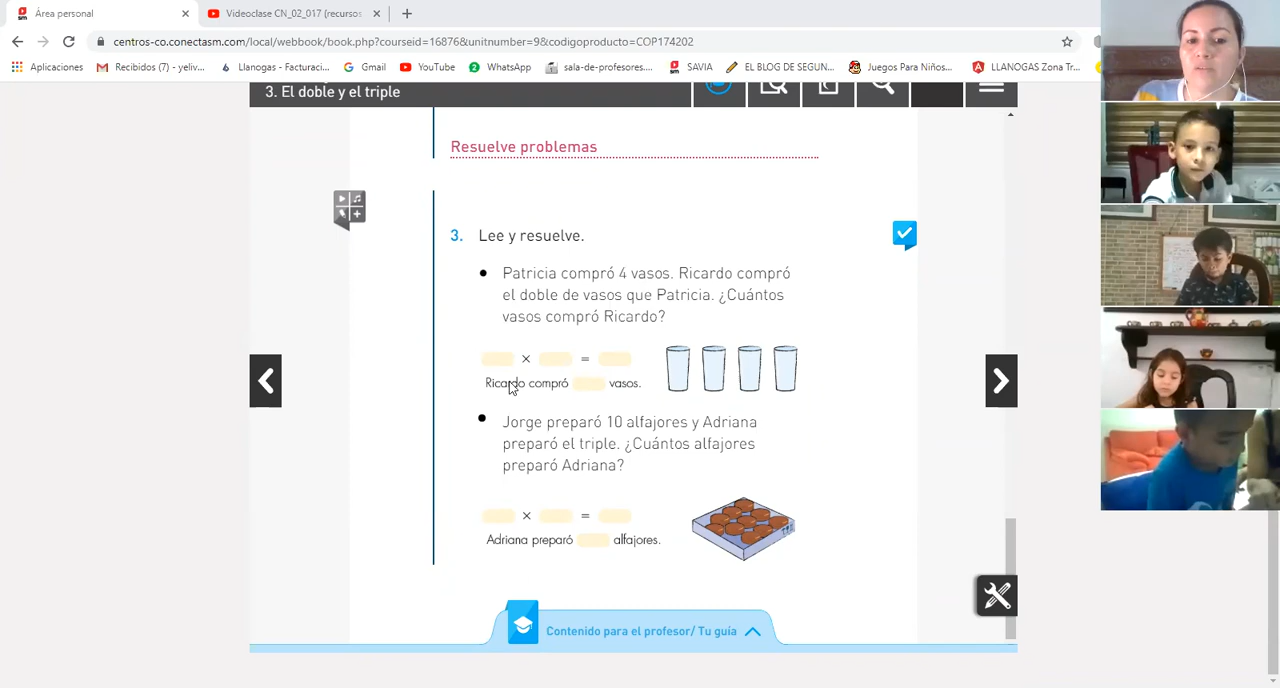 Área personal
Videoclase CN_02_017 (recursos
centros-co.conectasm.com/local/webbook/book.php?courseid=16876&unitnumber=9&codigoproducto=COP174202
Aplicaciones
Recibidos (7) - yeliv...
Llanogas - Facturaci...
Gmail
YouTube
WhatsApp
sala-de-profesores....
SAVIA
EL BLOG DE SEGUN...
Juegos Para Niños...
LLANOGAS Zona Tr...
3. El doble y el triple
Resuelve problemas
3. Lee y resuelve.
● Patricia compró 4 vasos. Ricardo compró
el doble de vasos que Patricia. ¿Cuántos
vasos compró Ricardo?
× =
Ricardo compró vasos.
● Jorge preparó 10 alfajores y Adriana
preparó el triple. ¿Cuántos alfajores
preparó Adriana?
× =
Adriana preparó alfajores.
Contenido para el profesor/ Tu guía